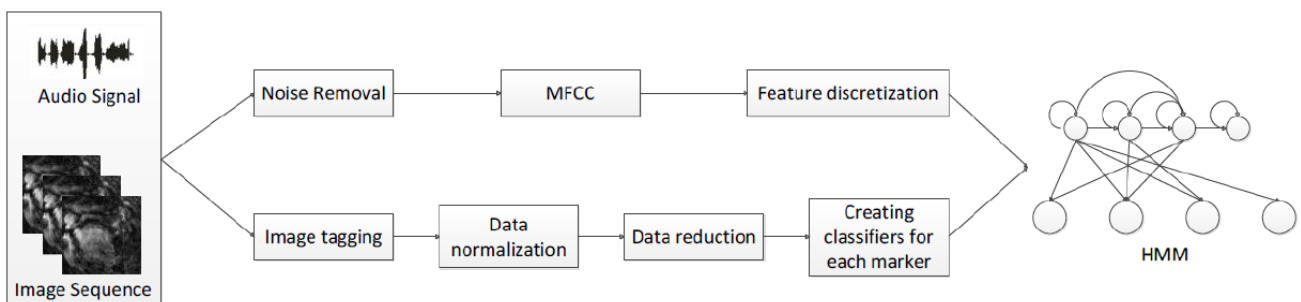 Audio Signal
Image Sequence
Noise Removal
MFCC
Feature discretization
Image tagging
Data
normalization
Data reduction
Creating
classifiers for
each marker
HMM